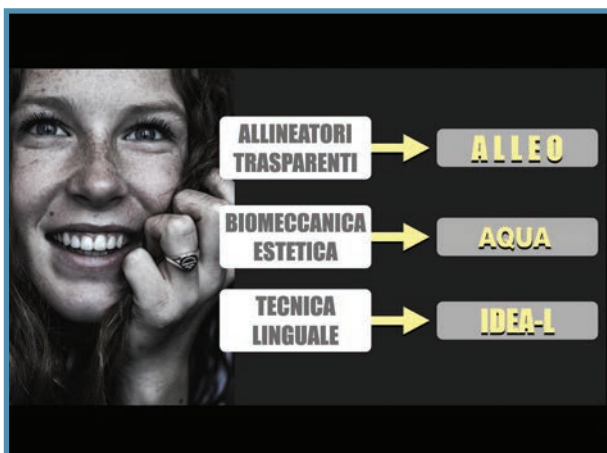 ALLINEATORI
TRASPARENTI
ALLEO
BIOMECCANICA
ESTETICA
AQUA
TECNICA
LINGUALE
IDEA-L